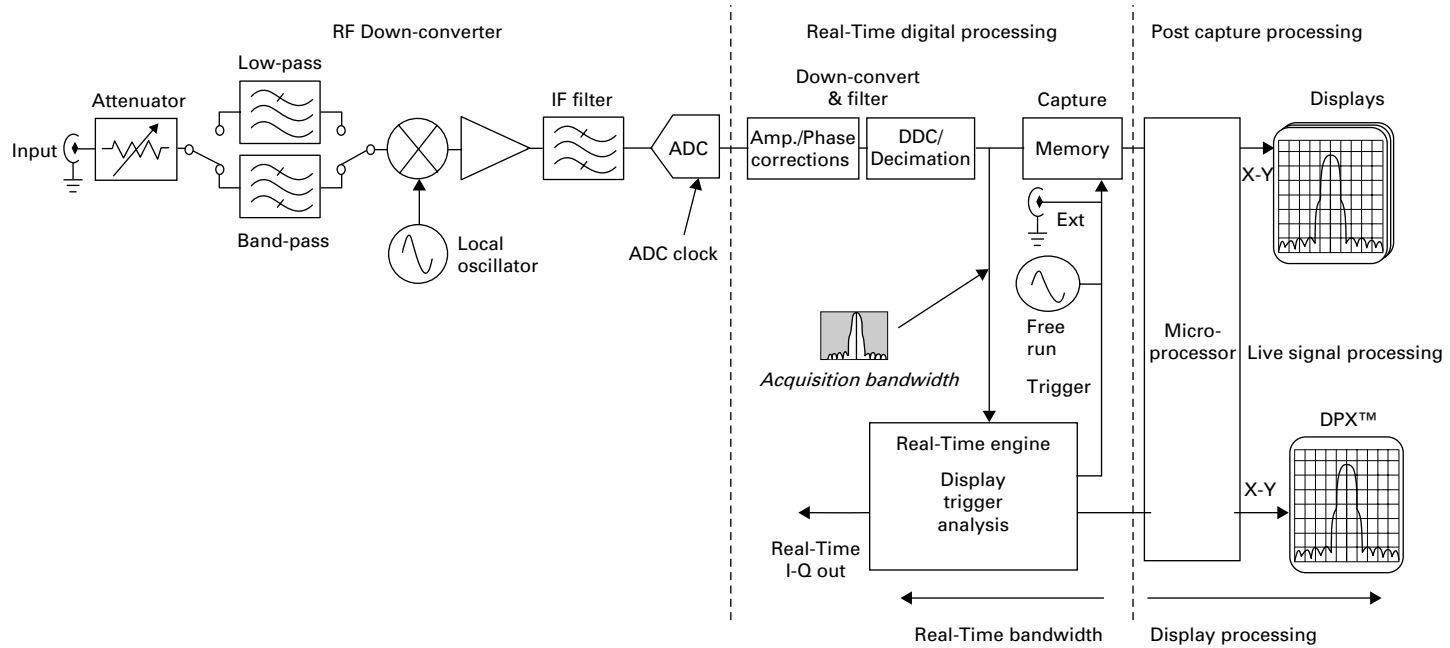 RF Down-converter
Real-Time digital processing
Post capture processing
Low-pass
Attenuator
Input
Band-pass
Local
oscillator
IF filter
ADC
ADC clock
Down-convert
& filter
Amp./Phase
corrections
DDC/
Decimation
Capture
Memory
Ext
Free
run
Trigger
Acquisition bandwidth
Real-Time engine
Display
trigger
analysis
Real-Time
I-Q out
Micro-
processor
Displays
X-Y
Live signal processing
DPX™
X-Y
Real-Time bandwidth
Display processing